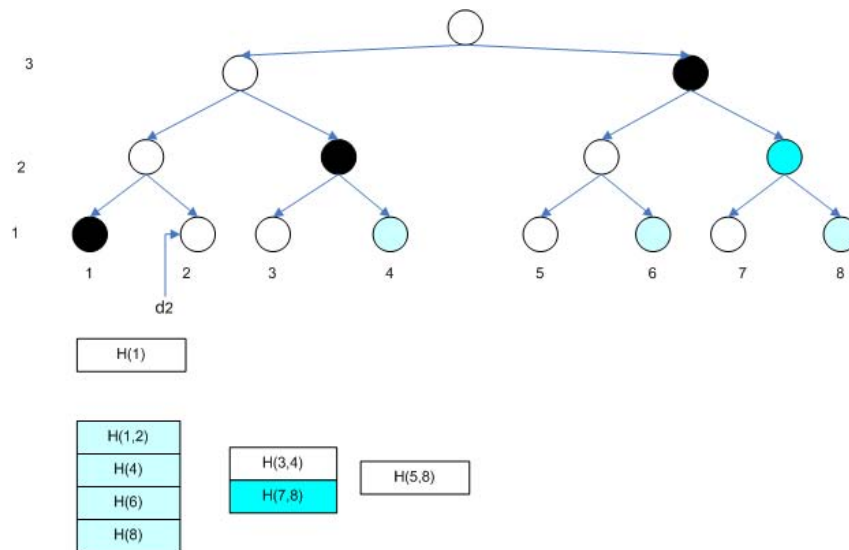 3
2
1
1 2 3 4 5 6 7 8
d2
H(1)
H(1,2)
H(4)
H(6)
H(8)
H(3,4)
H(7,8)
H(5,8)